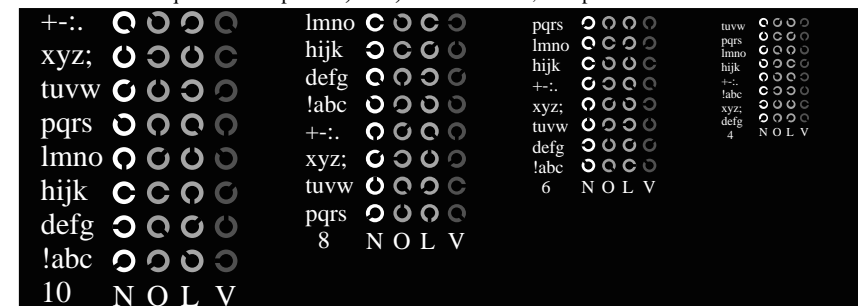 +-:.
xyz;
tuvw
pqrs
lmno
hijk
defg
!abc
10 N O L V
lmno
hijk
defg
!abc
+-:.
xyz;
tuvw
pqrs
8 N O L V
pqrs
lmno
hijk
+-:.
xyz;
tuvw
defg
!abc
6 N O L V
tuvw
pqrs
lmno
hijk
+-:.
!abc
xyz;
defg
4 N O L V